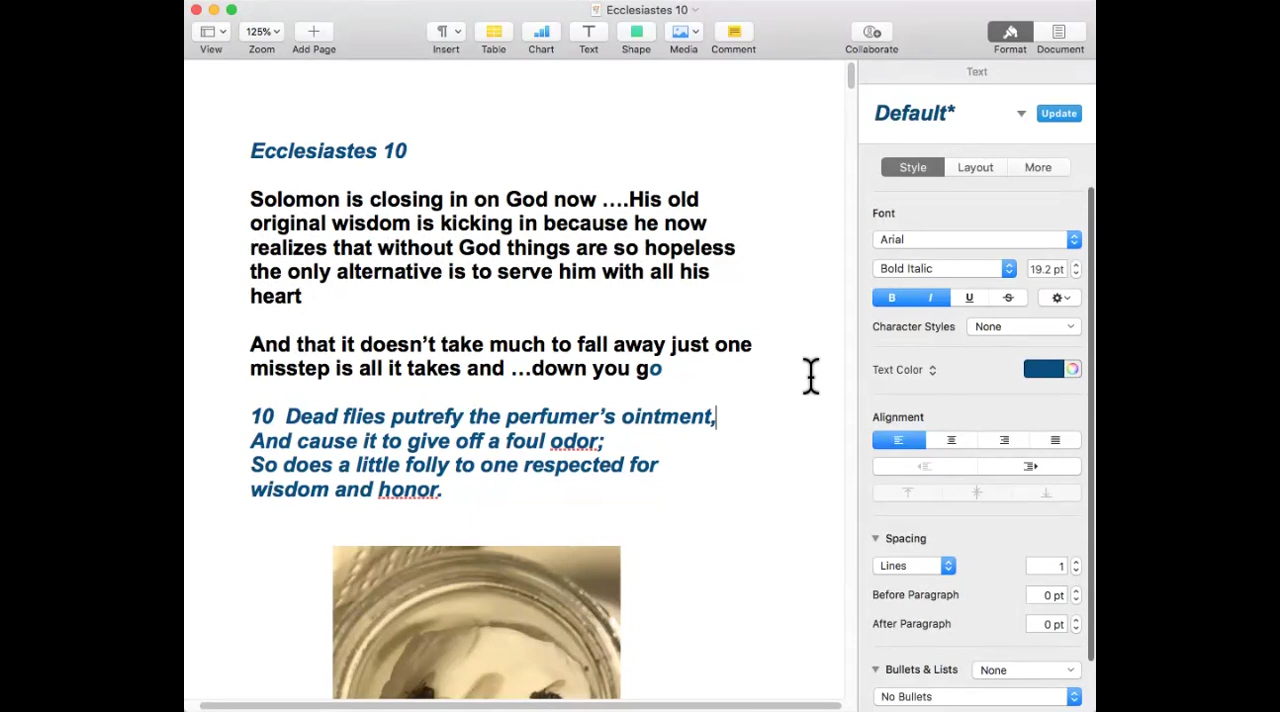 Ecclesiastes 10
View
125%
Zoom
Add Page
Insert
Table
Chart
Text
Shape
Media
Comment
Collaborate
Format
Document
Ecclesiastes 10
Solomon is closing in on God now ….His old
original wisdom is kicking in because he now
realizes that without God things are so hopeless
the only alternative is to serve him with all his
heart
And that it doesn’t take much to fall away just one
misstep is all it takes and …down you go
10 Dead flies putrefy the perfumer’s ointment,
And cause it to give off a foul odor;
So does a little folly to one respected for
wisdom and honor.
Text
Default*
Update
Style Layout More
Font
Arial
Bold Italic 19.2 pt
B I U S
Character Styles None
Text Color
Alignment
Spacing
Lines 1
Before Paragraph 0 pt
After Paragraph 0 pt
Bullets & Lists None
No Bullets